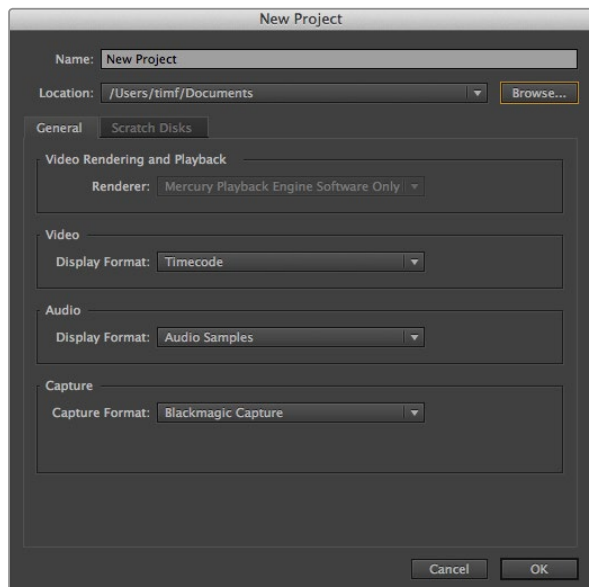 New Project
Name: New Project
Location: /Users/timf/Documents Browse...
General Scratch Disks
Video Rendering and Playback
Renderer: Mercury Playback Engine Software Only
Video
Display Format: Timecode
Audio
Display Format: Audio Samples
Capture
Capture Format: Blackmagic Capture
Cancel OK